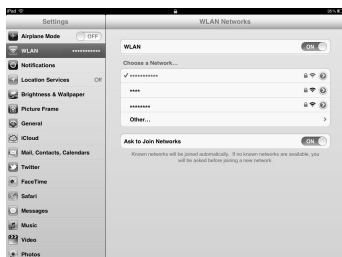 iPad
35%
Settings
WLAN Networks
Airplane Mode OFF
WLAN ***********
Notifications
Location Services Off
Brightness & Wallpaper
Picture Frame
General
iCloud
Mail, Contacts, Calendars
Twitter
FaceTime
Safari
Messages
Music
Video
Photos
WLAN ON
Choose a Network...
✓ ***********
****
********
Other...
Ask to Join Networks ON
Known networks will be joined automatically. If no known networks are available, you
will be asked before joining a new network.